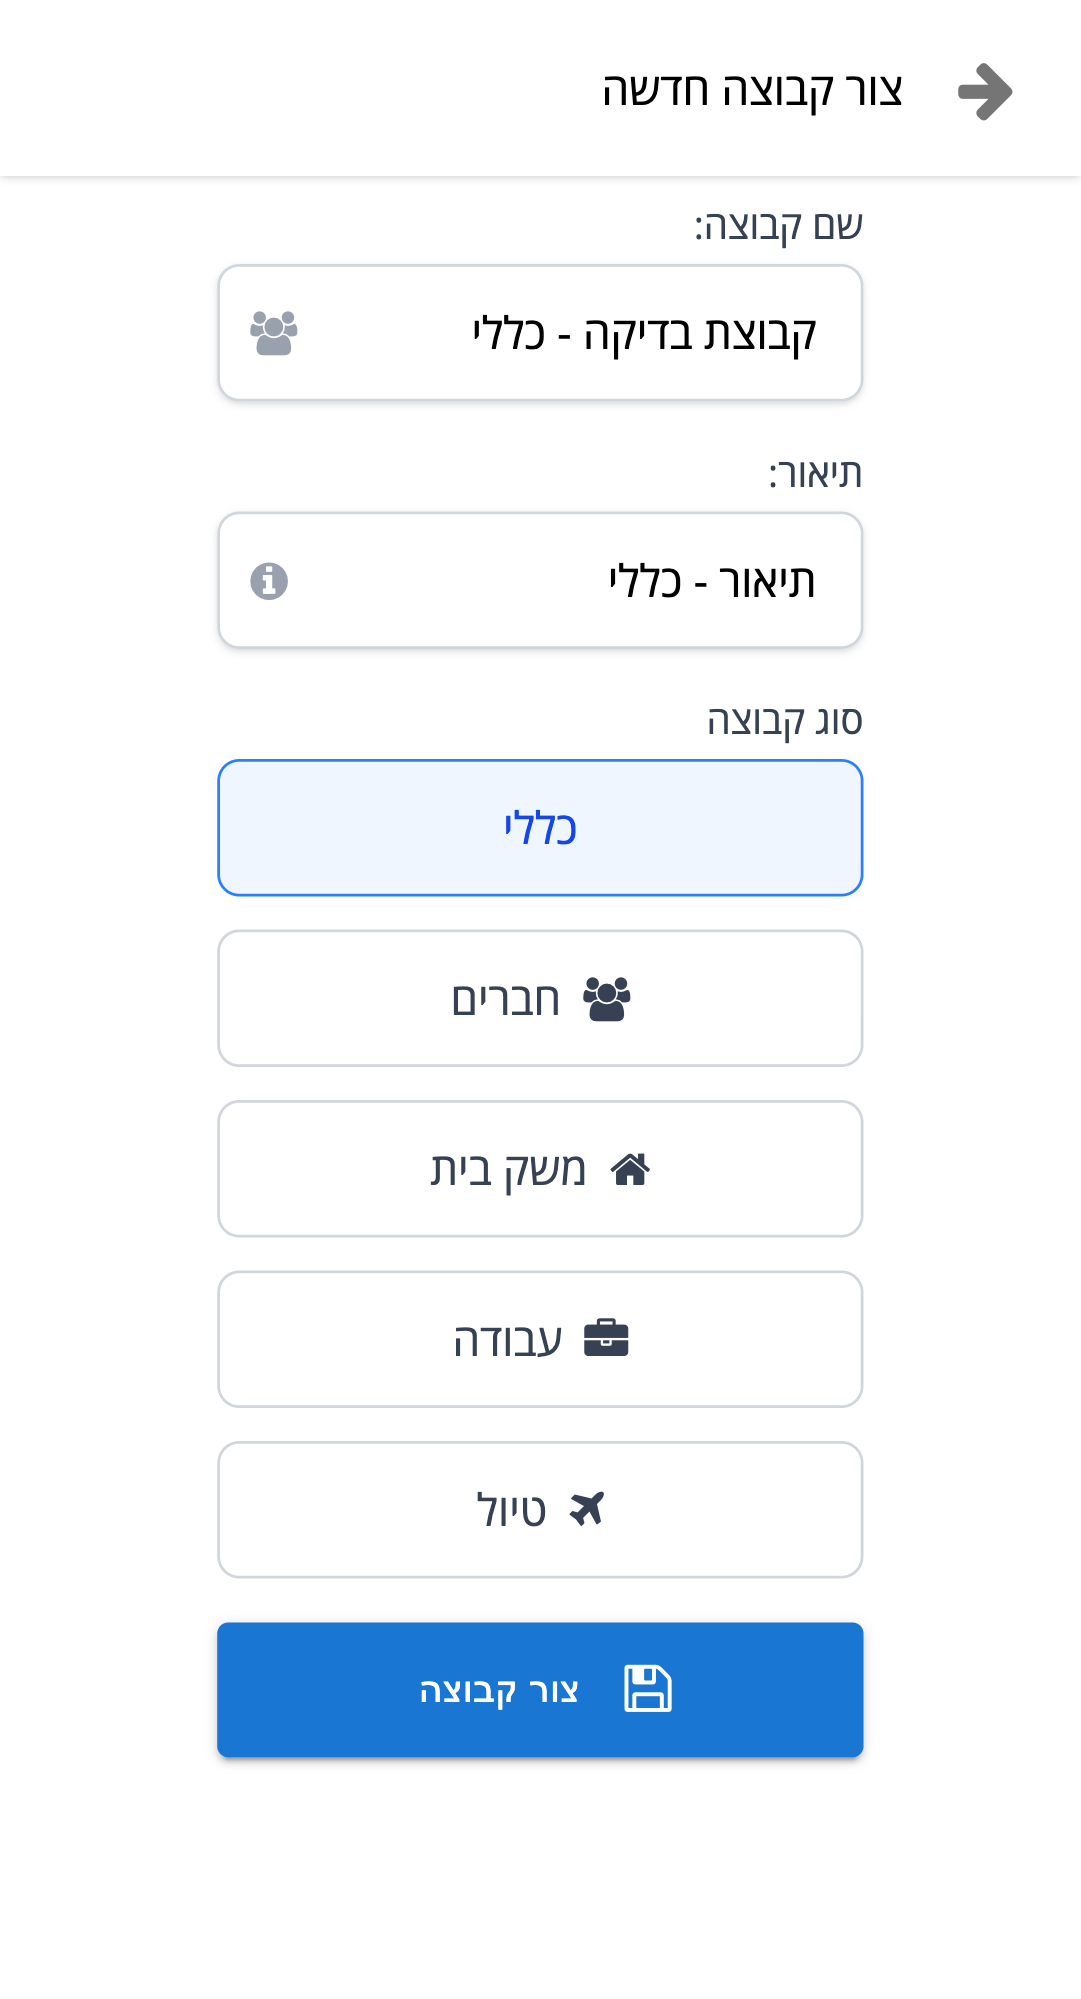 צור קבוצה חדשה
שם קבוצה:
קבוצת בדיקה - כללי
תיאור:
תיאור - כללי
סוג קבוצה
כללי
חברים
משק בית
עבודה
טיול
צור קבוצה